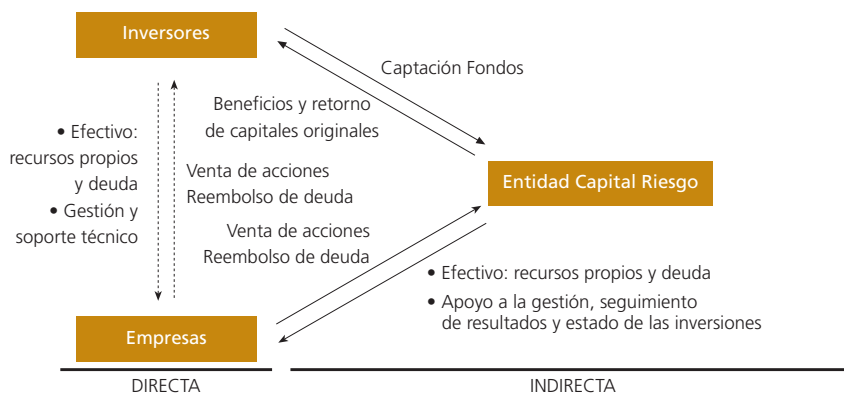 Inversores
Captación Fondos
Beneficios y retorno
de capitales originales
• Efectivo:
recursos propios
y deuda
• Gestión y
soporte técnico
Venta de acciones
Reembolso de deuda
Entidad Capital Riesgo
Venta de acciones
Reembolso de deuda
• Efectivo: recursos propios y deuda
• Apoyo a la gestión, seguimiento
de resultados y estado de las inversiones
Empresas
DIRECTA
INDIRECTA